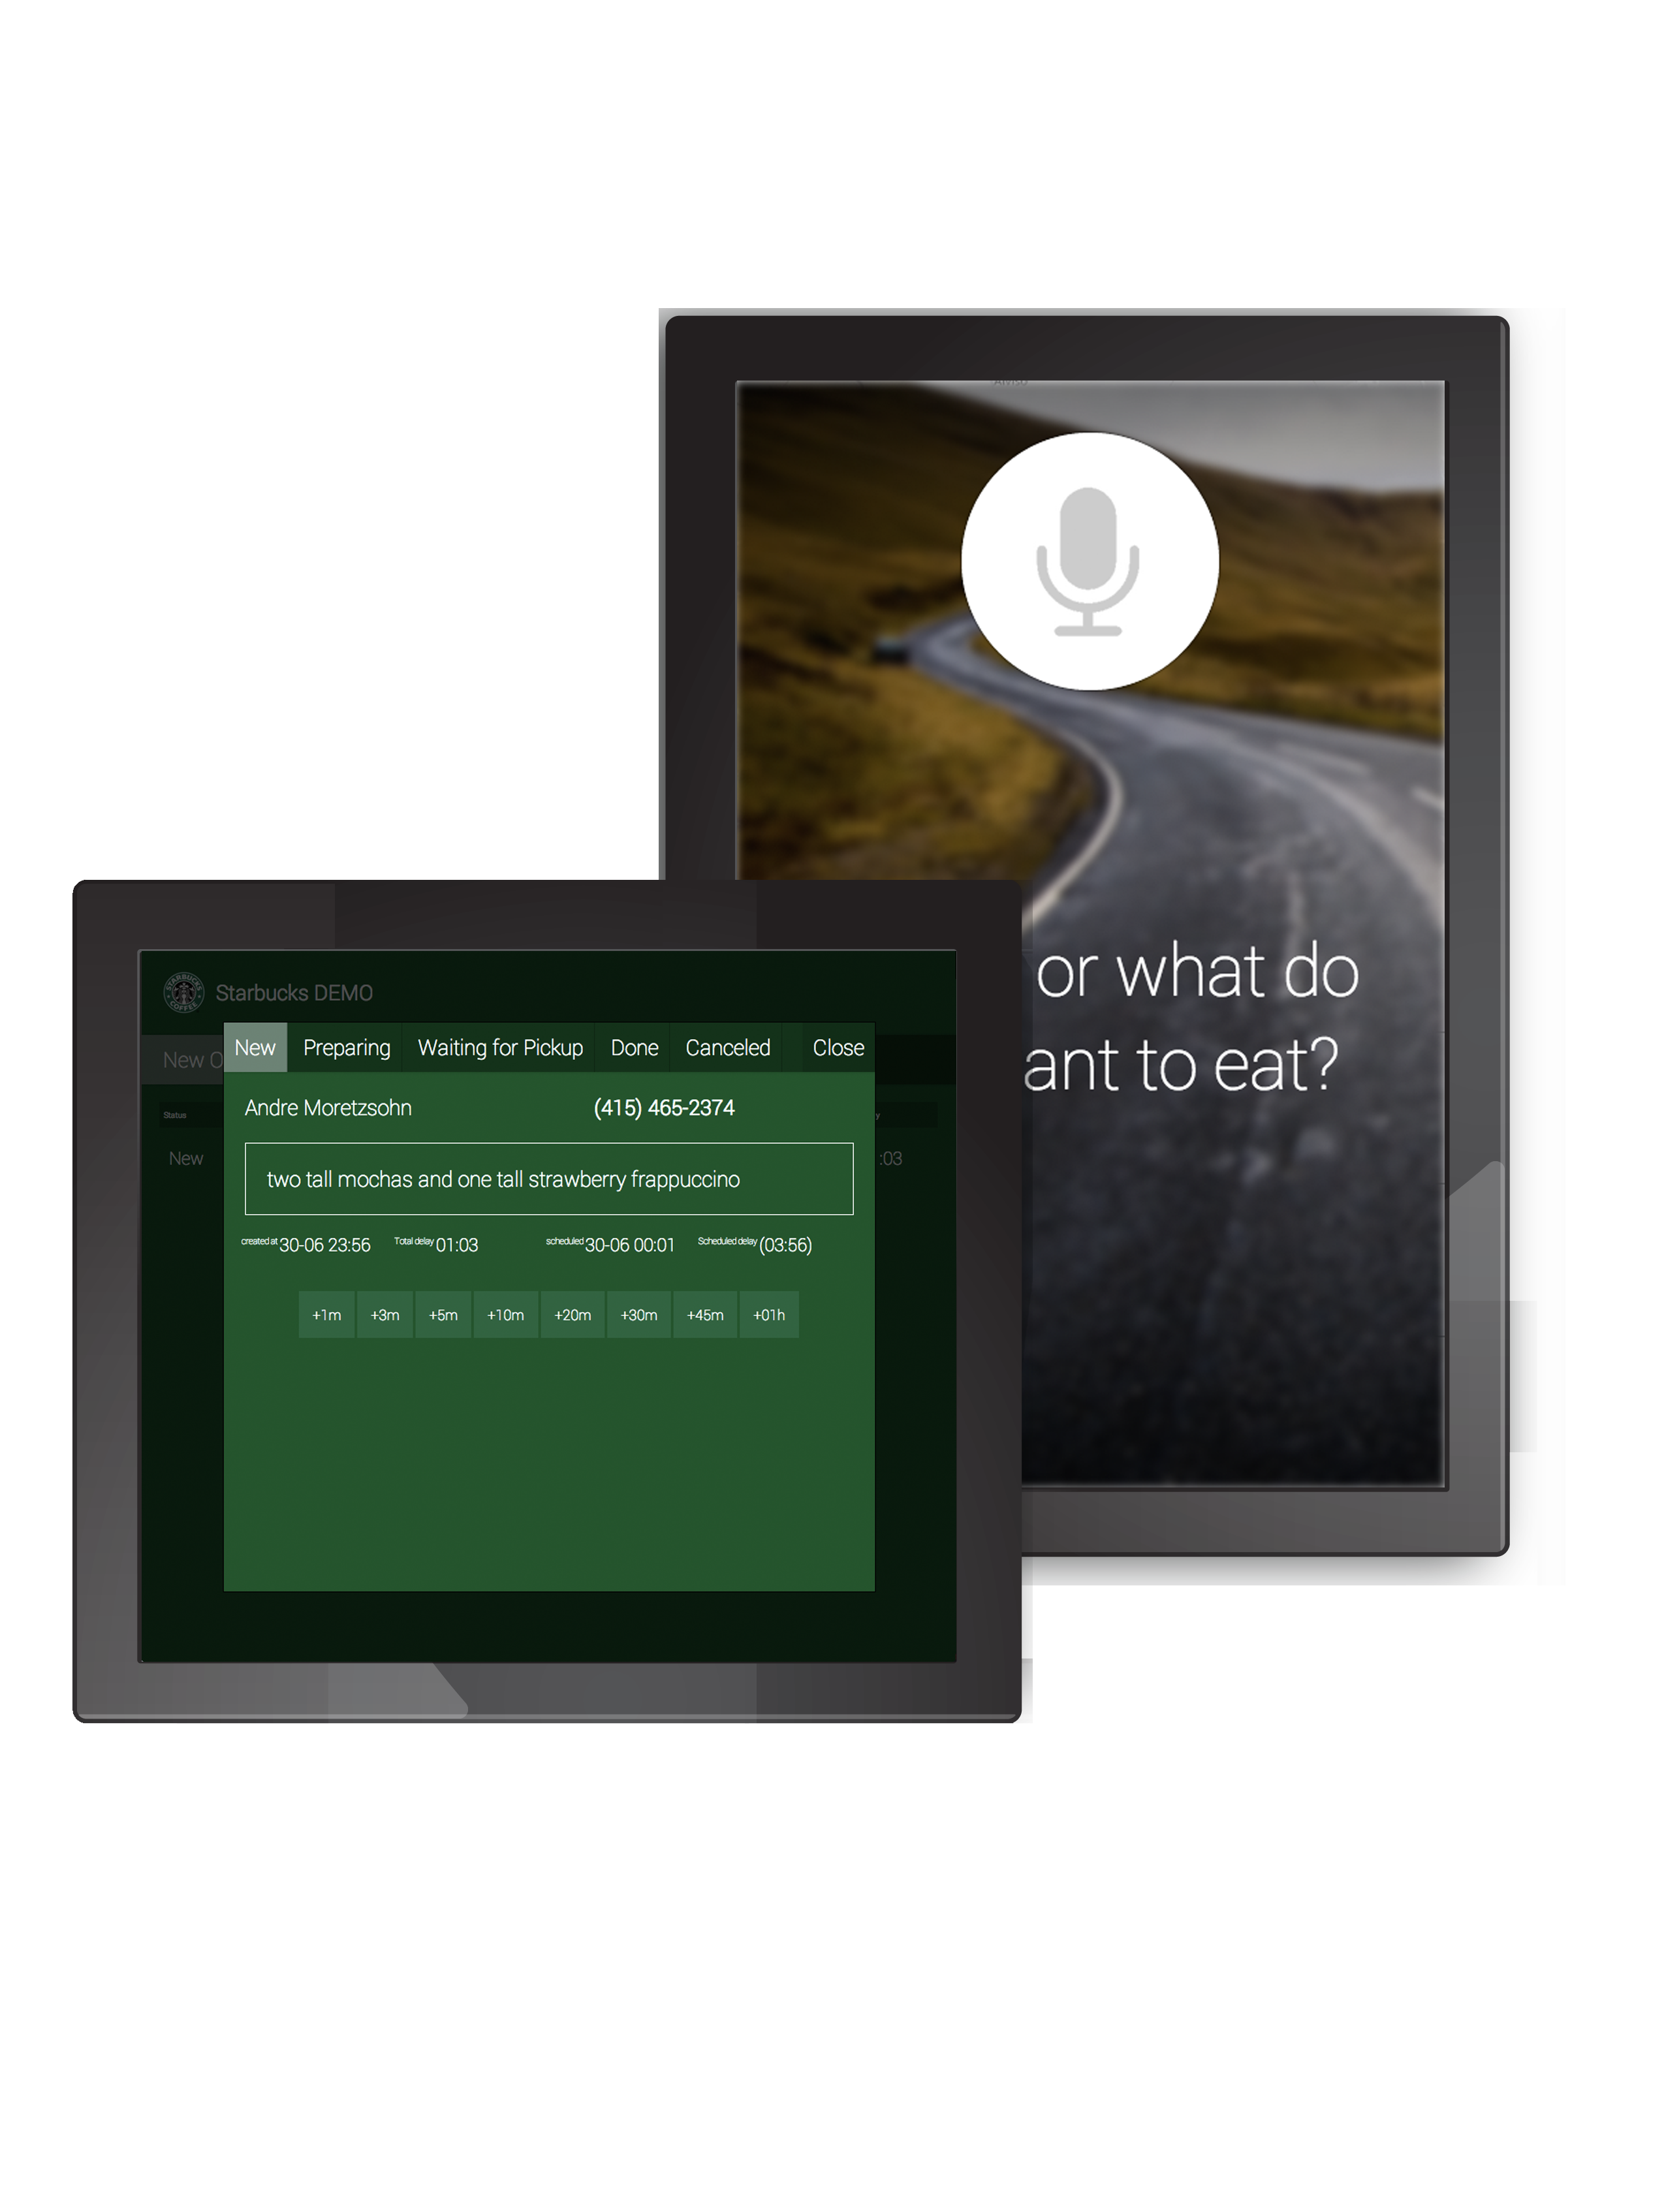 or what do
ant to eat?
STARBUCKS COFFEE
Starbucks DEMO
New O
New Preparing Waiting for Pickup Done Canceled Close
Andre Moretzsohn (415) 465-2374
Status
y
New
:03
two tall mochas and one tall strawberry frappuccino
created at 30-06 23:56 Total delay 01:03 scheduled 30-06 00:01 Scheduled delay (03:56)
+1m +3m +5m +10m +20m +30m +45m +01h